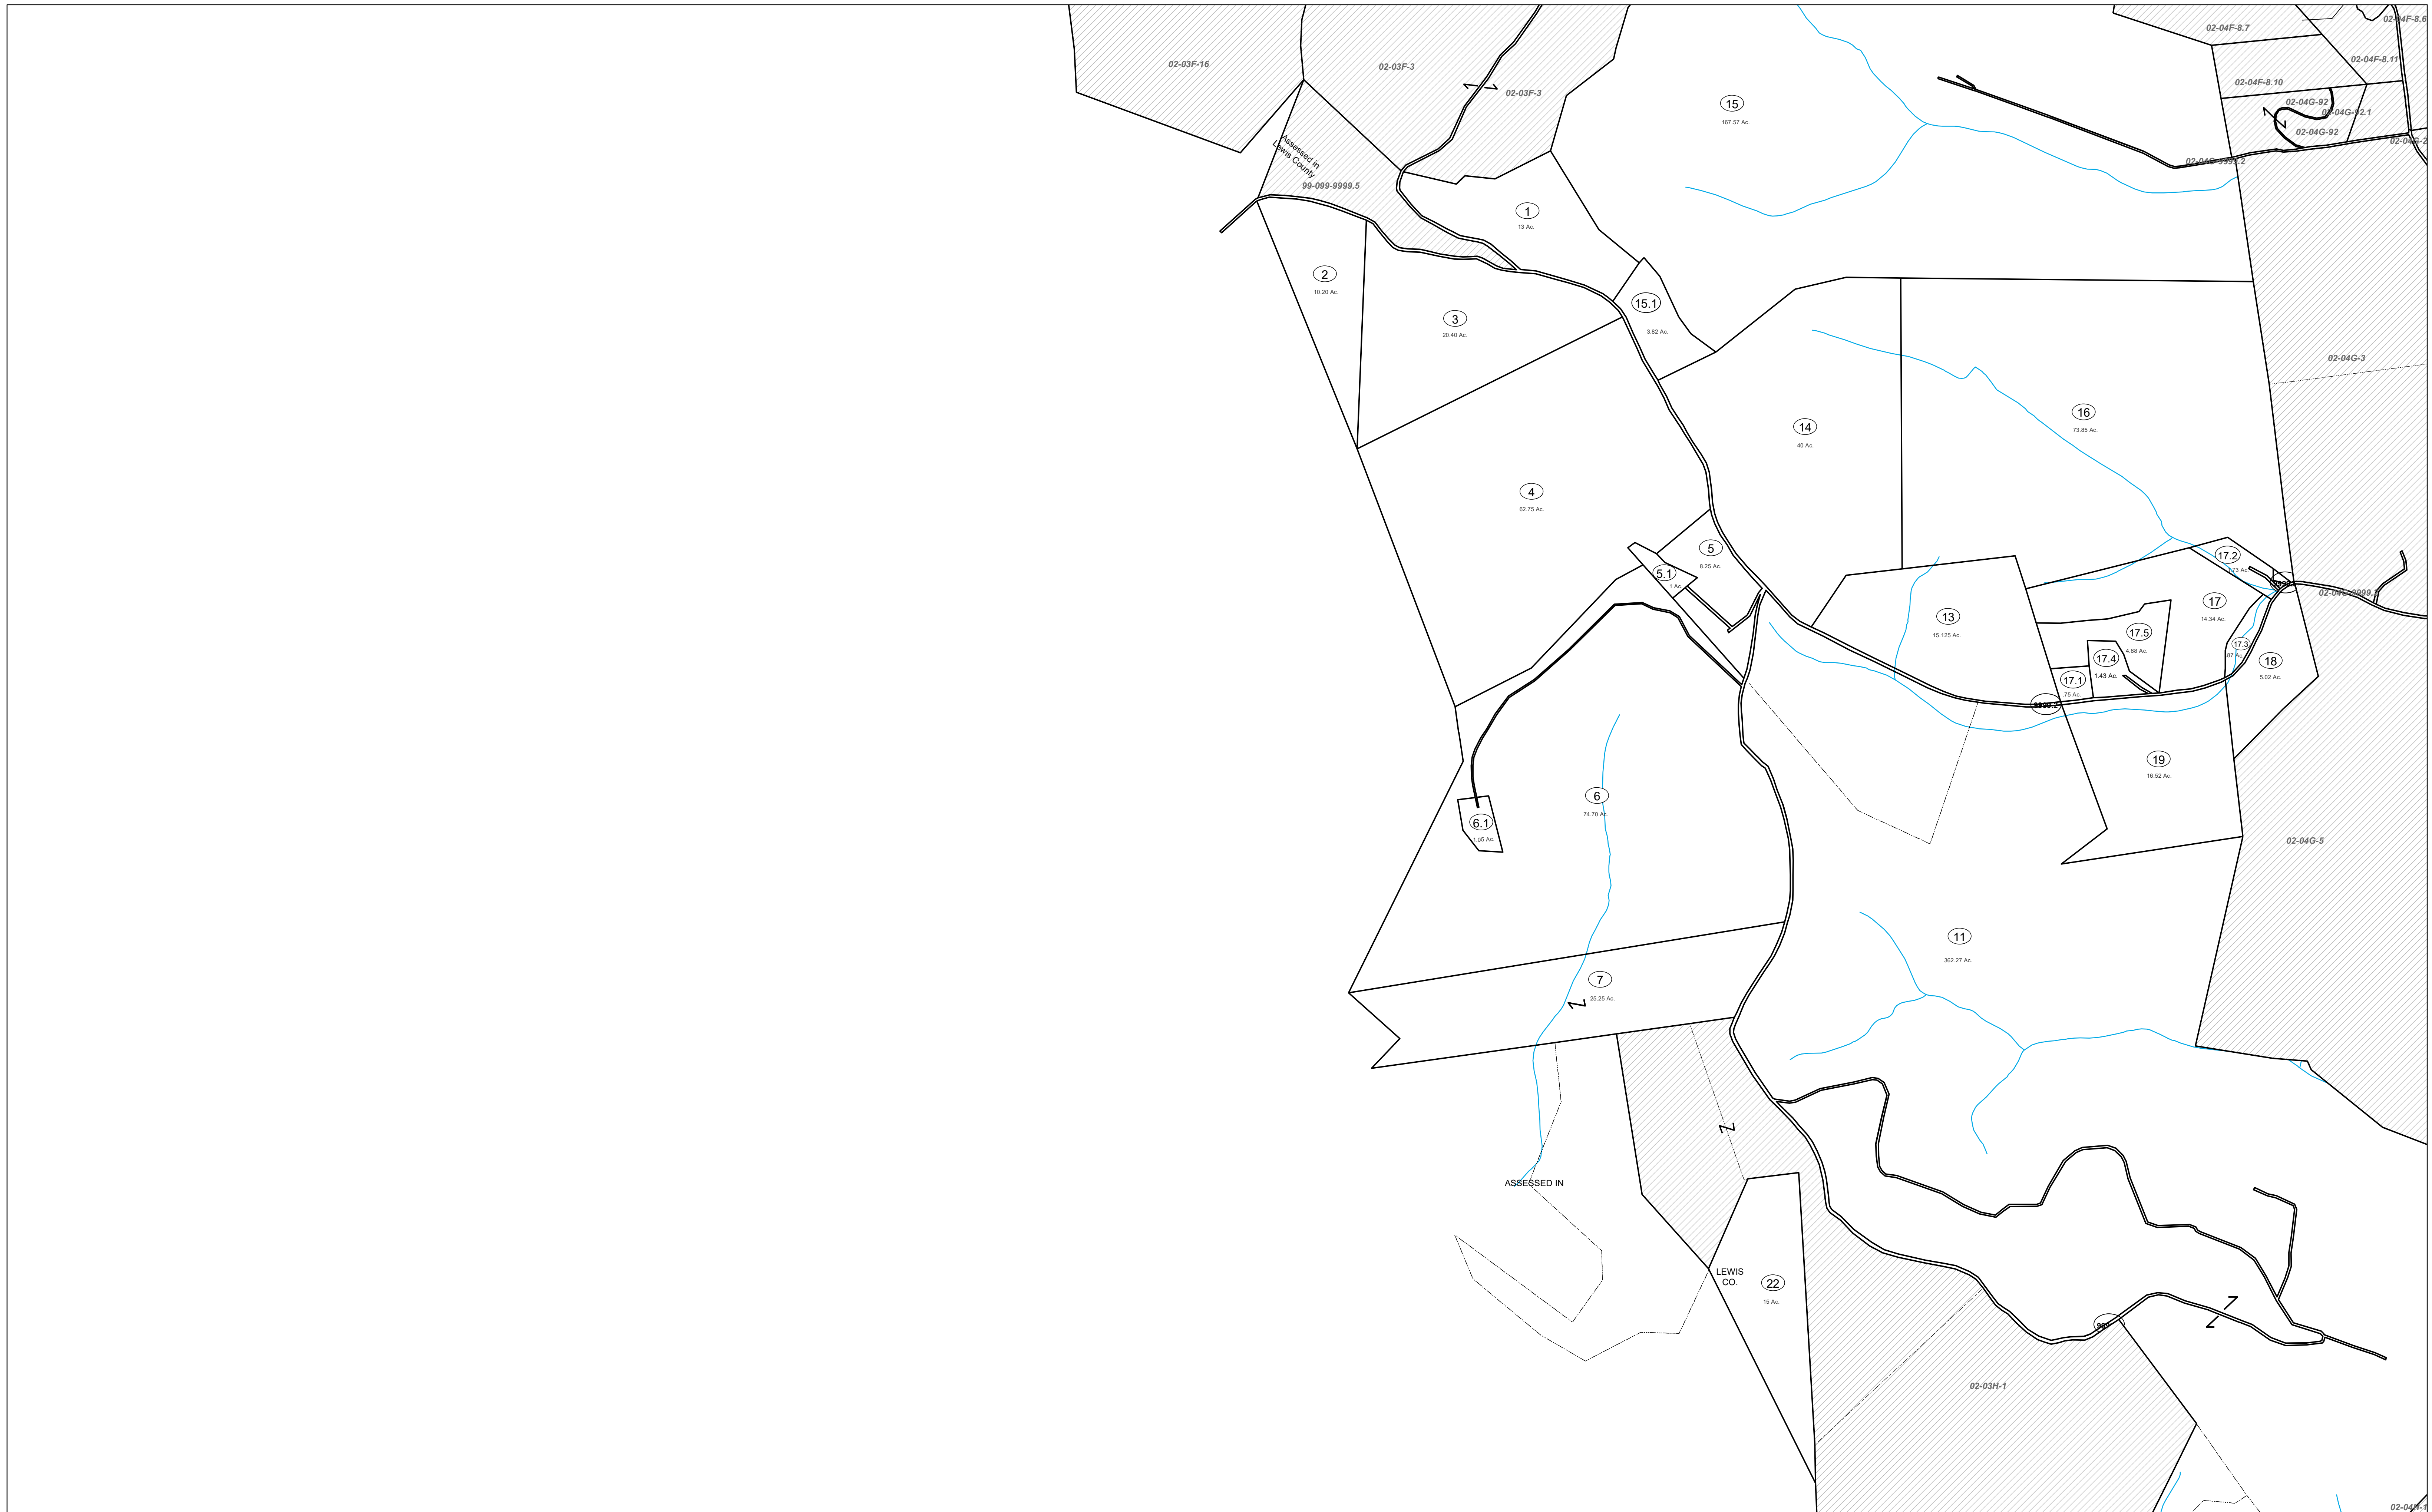 02-04F-8.6
02-04F-8.7
02-04F-8.11
02-03F-16
02-03F-3
02-04F-8.10
02-03F-3
15
167.57 Ac.
02-04G-92
02-04G-92.1
02-04G-92
Assessed in
Lewis County
99-099-9999.5
1
13 Ac.
2
10.20 Ac.
15.1
3.82 Ac.
3
20.40 Ac.
02-04G-3
16
73.85 Ac.
14
40 Ac.
4
62.75 Ac.
5
8.25 Ac.
5.1
1 Ac.
17.2
17
14.34 Ac.
13
15.125 Ac.
17.5
4.88 Ac.
17.3
17.4
1.43 Ac.
18
5.02 Ac.
17.1
.75 Ac.
9999.2
19
16.52 Ac.
6
74.70 Ac.
6.1
1.05 Ac.
02-04G-5
11
362.27 Ac.
7
25.25 Ac.
ASSESSED IN
LEWIS
CO.
22
15 Ac.
02-03H-1